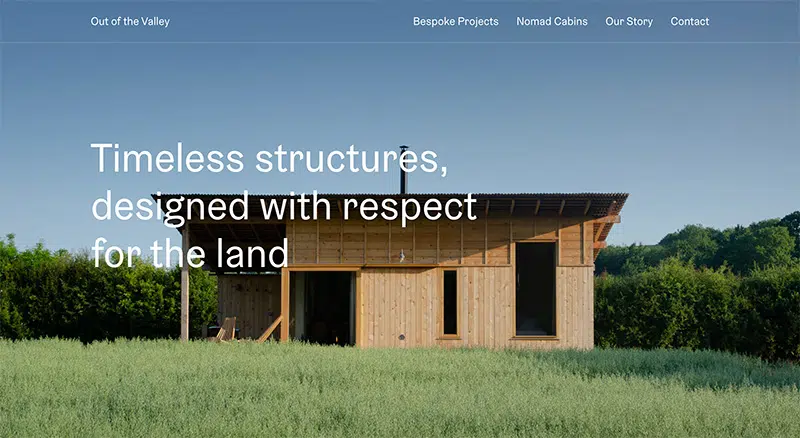 Out of the Valley
Bespoke Projects Nomad Cabins Our Story Contact
Timeless structures,
designed with respect
for the land